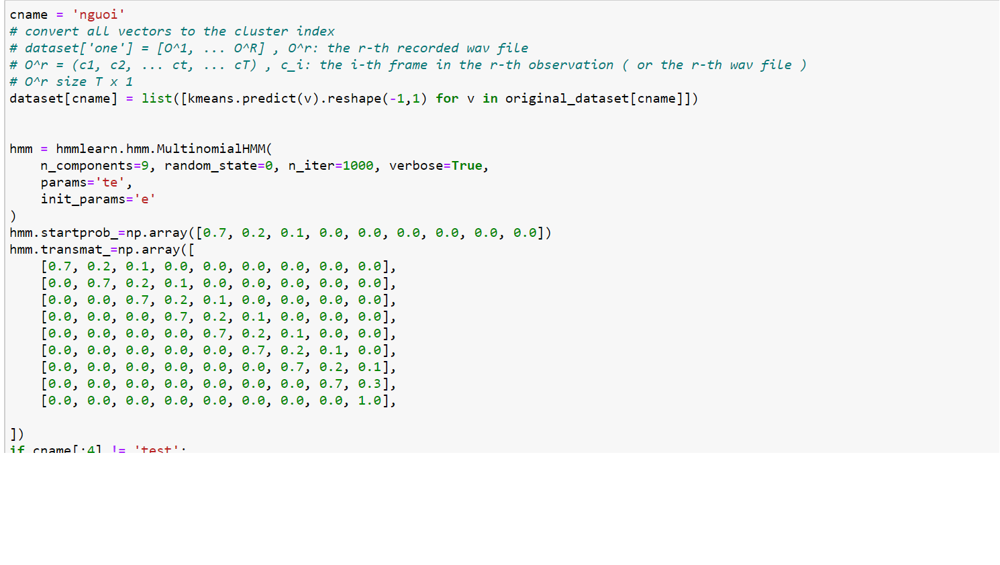 cname = 'nguoi'
# convert all vectors to the cluster index
# dataset['one'] = [O^1, ... O^R] , O^r: the r-th recorded wav file
# O^r = (c1, c2, ... ct, ... cT) , c_i: the i-th frame in the r-th observation ( or the r-th wav file )
# O^r size T x 1
dataset[cname] = list([kmeans.predict(v).reshape(-1,1) for v in original_dataset[cname]])
hmm = hmmlearn.hmm.MultinomialHMM(
    n_components=9, random_state=0, n_iter=1000, verbose=True,
    params='te',
    init_params='e'
)
hmm.startprob_=np.array([0.7, 0.2, 0.1, 0.0, 0.0, 0.0, 0.0, 0.0, 0.0])
hmm.transmat_=np.array([
    [0.7, 0.2, 0.1, 0.0, 0.0, 0.0, 0.0, 0.0, 0.0],
    [0.0, 0.7, 0.2, 0.1, 0.0, 0.0, 0.0, 0.0, 0.0],
    [0.0, 0.0, 0.7, 0.2, 0.1, 0.0, 0.0, 0.0, 0.0],
    [0.0, 0.0, 0.0, 0.7, 0.2, 0.1, 0.0, 0.0, 0.0],
    [0.0, 0.0, 0.0, 0.0, 0.7, 0.2, 0.1, 0.0, 0.0],
    [0.0, 0.0, 0.0, 0.0, 0.0, 0.7, 0.2, 0.1, 0.0],
    [0.0, 0.0, 0.0, 0.0, 0.0, 0.0, 0.7, 0.2, 0.1],
    [0.0, 0.0, 0.0, 0.0, 0.0, 0.0, 0.0, 0.7, 0.3],
    [0.0, 0.0, 0.0, 0.0, 0.0, 0.0, 0.0, 0.0, 1.0],
])
if cname[:4] != 'test':